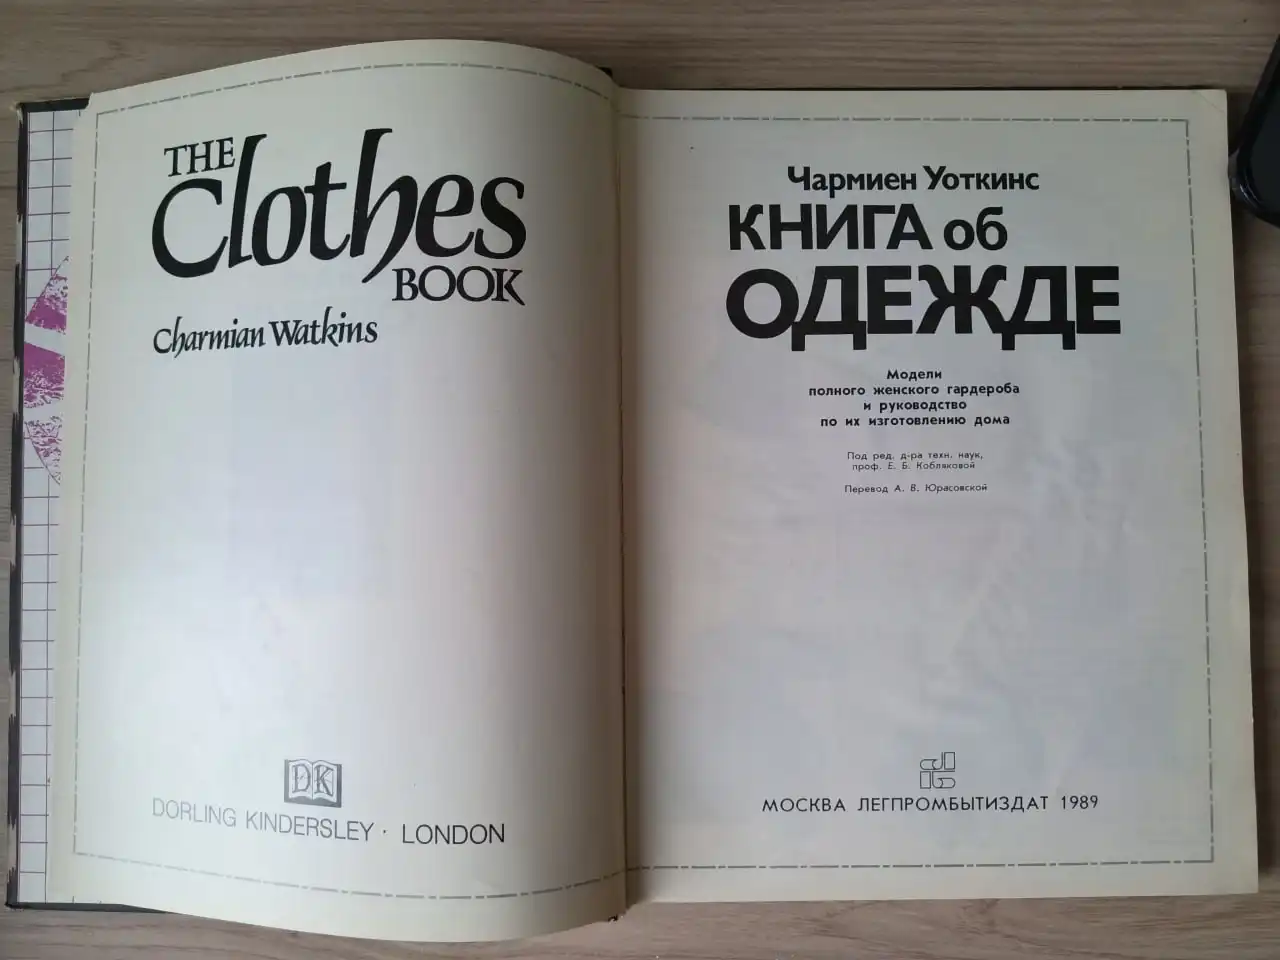 THE
Clothes
BOOK
Charmian Watkins
DK
DORLING KINDERSLEY · LONDON
Чармиен Уоткинс
КНИГА об
ОДЕЖДЕ
Модели
полного женского гардероба
и руководство
по их изготовлению дома
Под ред. д-ра техн. наук,
проф. Е. Б. Кобляковой
Перевод А. В. Юрасовской
МОСКВА ЛЕГПРОМБЫТИЗДАТ 1989